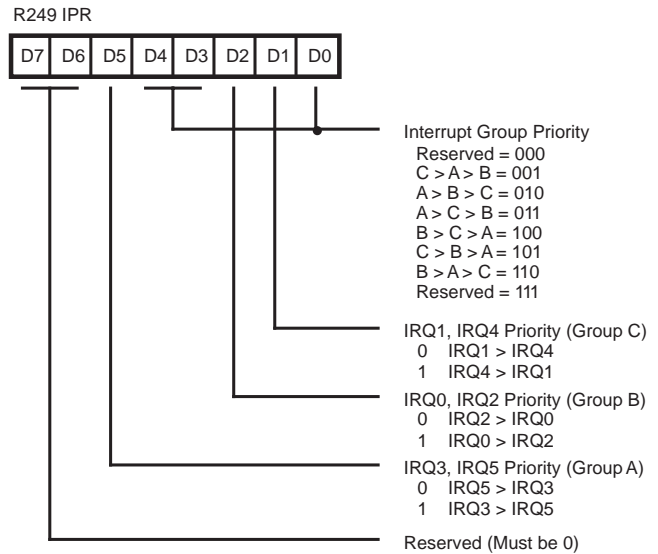 R249 IPR
D7 D6 D5 D4 D3 D2 D1 D0
Interrupt Group Priority
Reserved = 000
C > A > B = 001
A > B > C = 010
A > C > B = 011
B > C > A = 100
C > B > A = 101
B > A > C = 110
Reserved = 111
IRQ1, IRQ4 Priority (Group C)
0 IRQ1 > IRQ4
1 IRQ4 > IRQ1
IRQ0, IRQ2 Priority (Group B)
0 IRQ2 > IRQ0
1 IRQ0 > IRQ2
IRQ3, IRQ5 Priority (Group A)
0 IRQ5 > IRQ3
1 IRQ3 > IRQ5
Reserved (Must be 0)